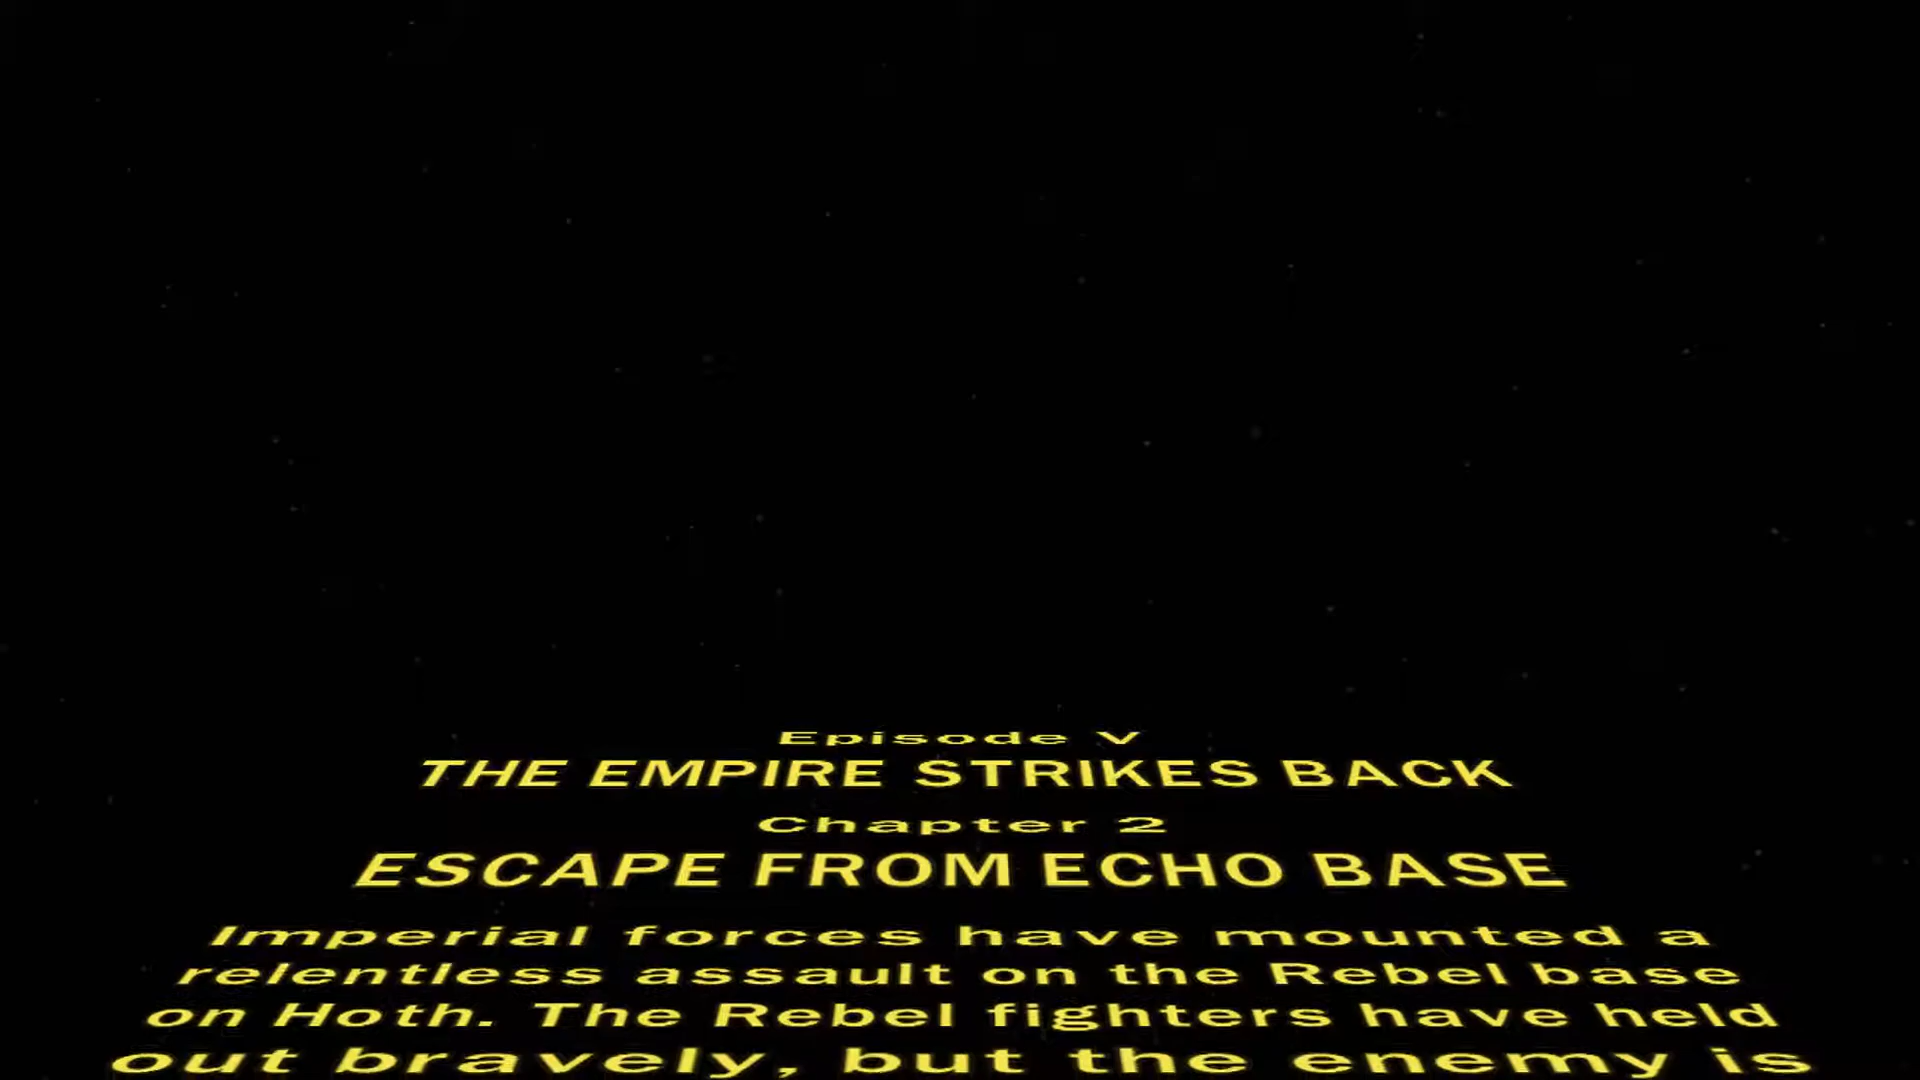 Episode V
THE EMPIRE STRIKES BACK
Chapter 2
ESCAPE FROM ECHO BASE
Imperial forces have mounted a
relentless assault on the Rebel base
on Hoth. The Rebel fighters have held
out bravely, but the enemy is